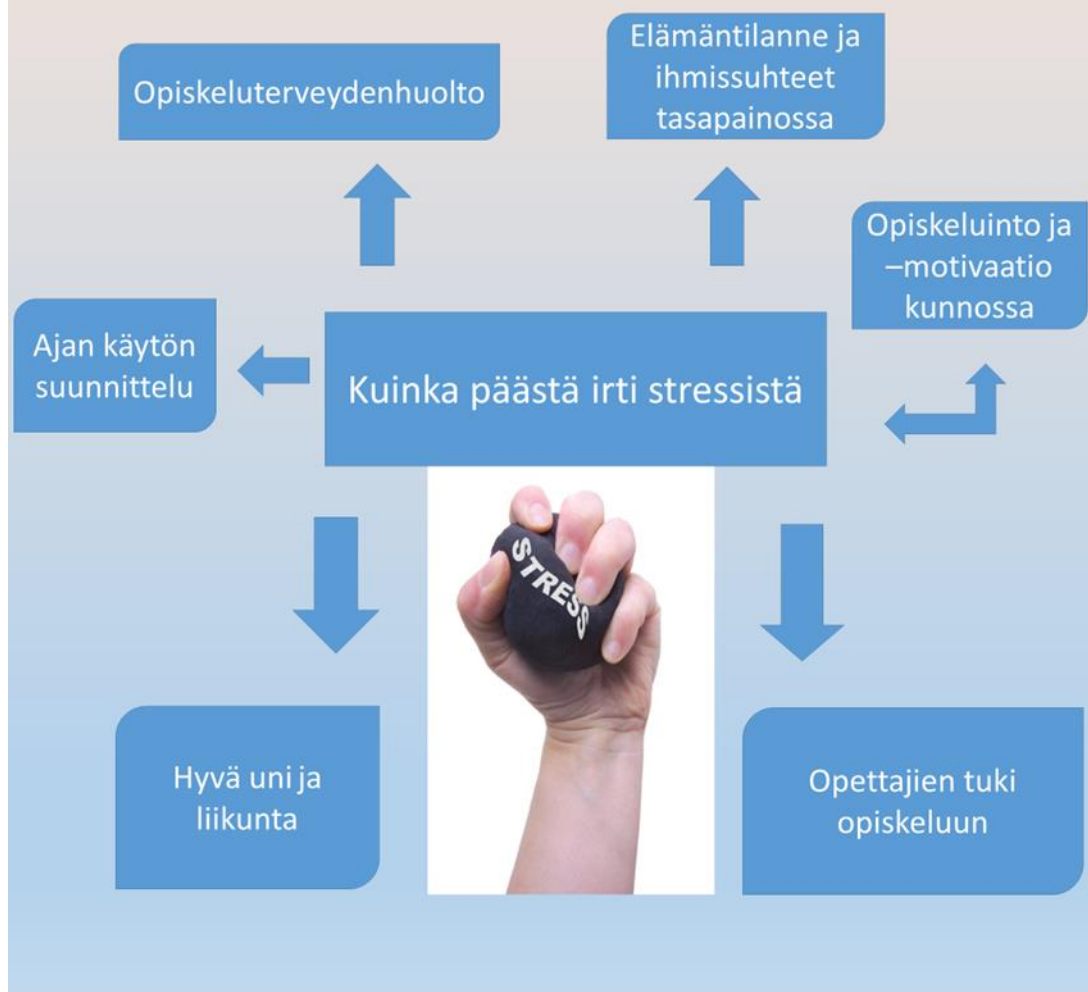 Elämäntilanne ja
ihmissuhteet
tasapainossa
Opiskeluterveydenhuolto
Opiskeluinto ja
–motivaatio
kunnossa
Ajan käytön
suunnittelu
Kuinka päästä irti stressistä
STRESS
Hyvä uni ja
liikunta
Opettajien tuki
opiskeluun